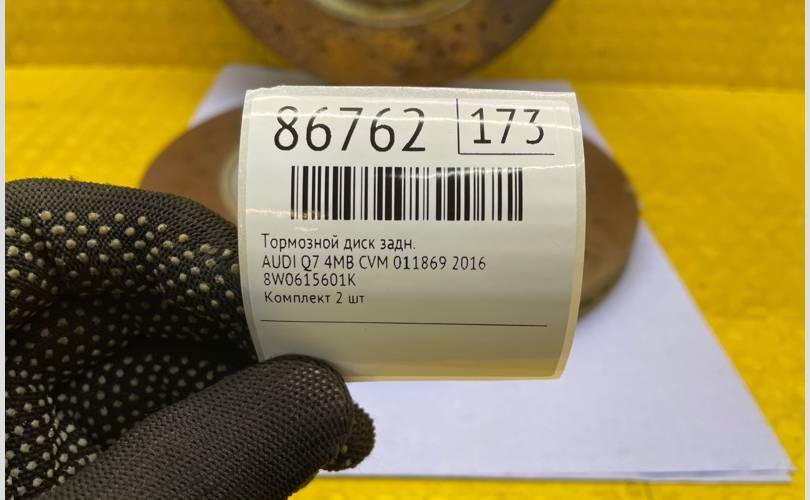 86762 173
Тормозной диск задн.
AUDI Q7 4MB CVM 011869 2016
8W0615601K
Комплект 2 шт